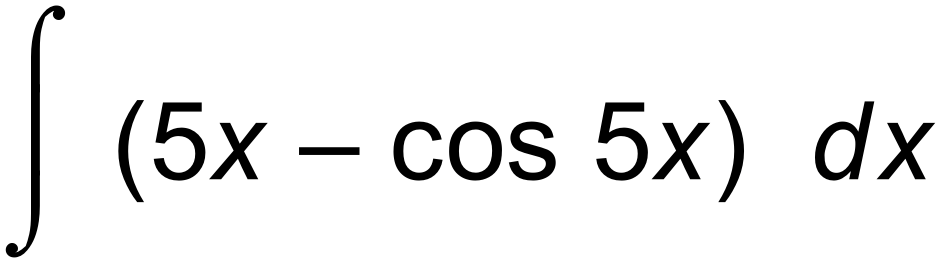 ∫ (5x – cos 5x) dx